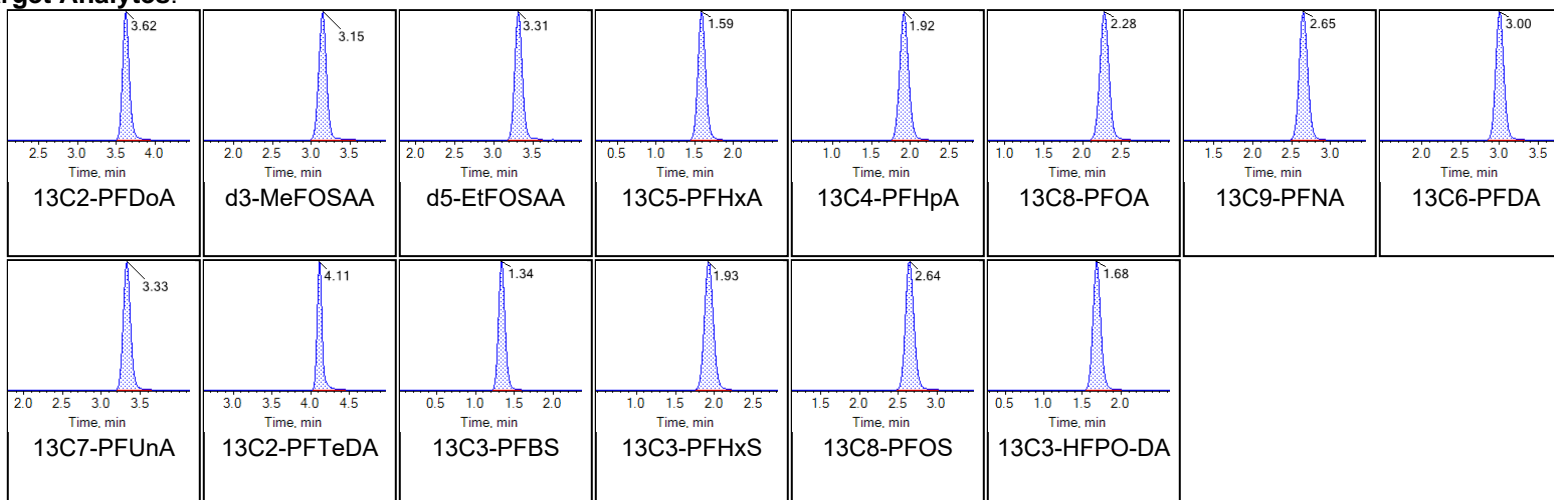 rget Analytes:
3.62
2.5 3.0 3.5 4.0
Time, min
13C2-PFDoA
3.15
2.0 2.5 3.0 3.5
Time, min
d3-MeFOSAA
3.31
2.0 2.5 3.0 3.5
Time, min
d5-EtFOSAA
1.59
0.5 1.0 1.5 2.0
Time, min
13C5-PFHxA
1.92
1.0 1.5 2.0 2.5
Time, min
13C4-PFHpA
2.28
1.0 1.5 2.0 2.5
Time, min
13C8-PFOA
2.65
1.5 2.0 2.5 3.0
Time, min
13C9-PFNA
3.00
2.0 2.5 3.0 3.5
Time, min
13C6-PFDA
3.33
2.0 2.5 3.0 3.5
Time, min
13C7-PFUnA
4.11
3.0 3.5 4.0 4.5
Time, min
13C2-PFTeDA
1.34
0.5 1.0 1.5 2.0
Time, min
13C3-PFBS
1.93
1.0 1.5 2.0 2.5
Time, min
13C3-PFHxS
2.64
1.5 2.0 2.5 3.0
Time, min
13C8-PFOS
1.68
0.5 1.0 1.5 2.0
Time, min
13C3-HFPO-DA